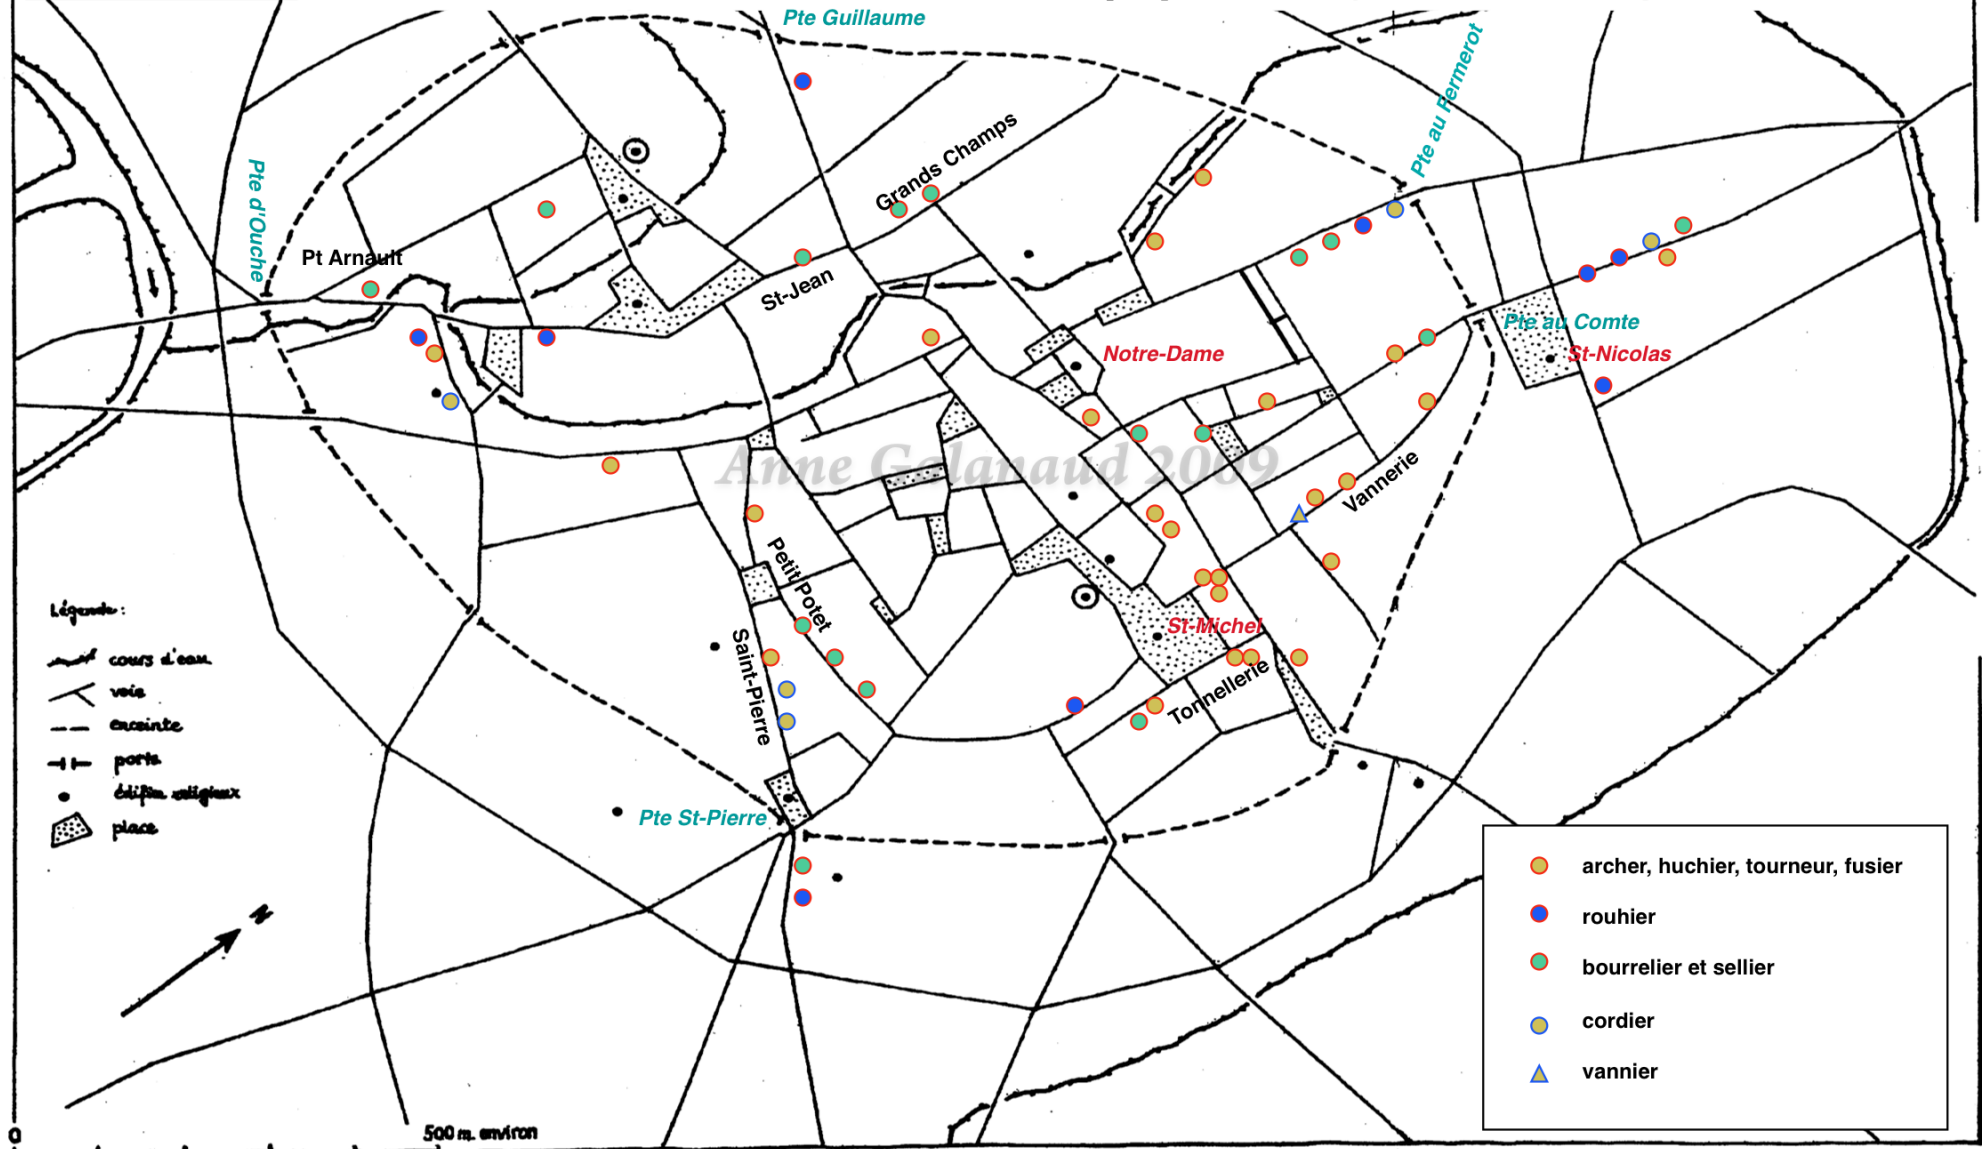 Pte Guillaume
Pte au Fermerot
Pte d'Ouche
Grands Champs
Pt Arnault
St-Jean
Pte au Comte
Notre-Dame
St-Nicolas
Anne Galanaud 2009
Vannerie
Petit Potet
St-Michel
Saint-Pierre
Tonnellerie
Pte St-Pierre
Légende :
cours d'eau
voie
enceinte
porte
édifice religieux
place
N
archer, huchier, tourneur, fusier
rouhier
bourrelier et sellier
cordier
vannier
0
500 m. environ